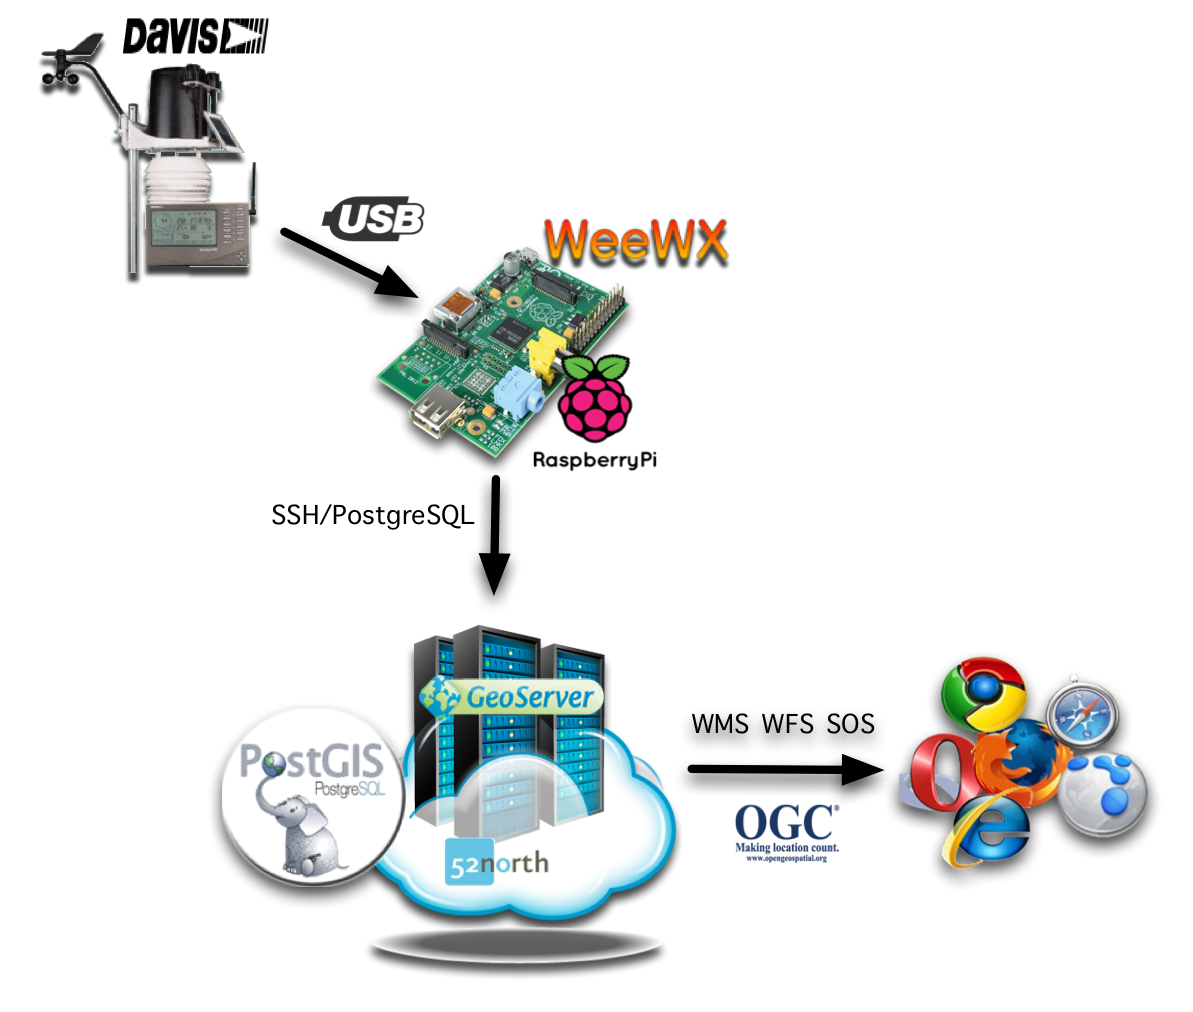 DAVIS
USB
WeeWX
RaspberryPi
SSH/PostgreSQL
GeoServer
WMS WFS SOS
PostGIS
PostgreSQL
OGC®
Making location count.
www.opengeospatial.org
52north